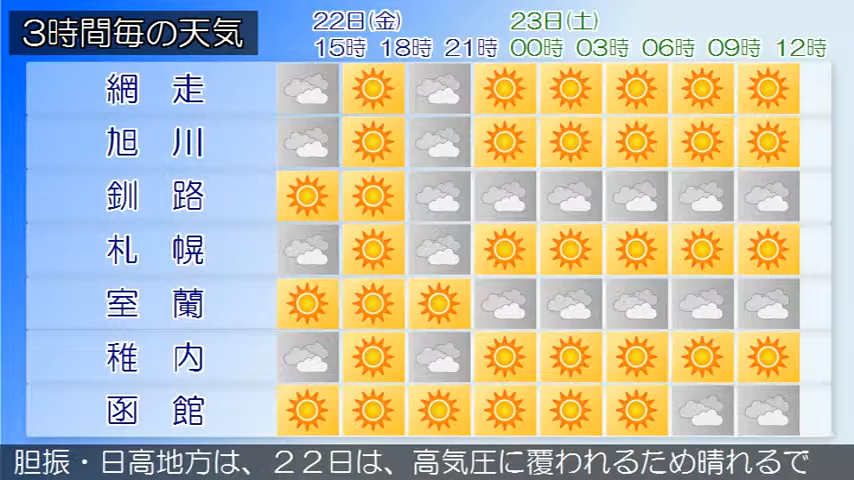 3時間毎の天気
22日(金) 23日(土)
15時 18時 21時 00時 03時 06時 09時 12時
網 走
旭 川
釧 路
札 幌
室 蘭
稚 内
函 館
胆振・日高地方は、２２日は、高気圧に覆われるため晴れるで